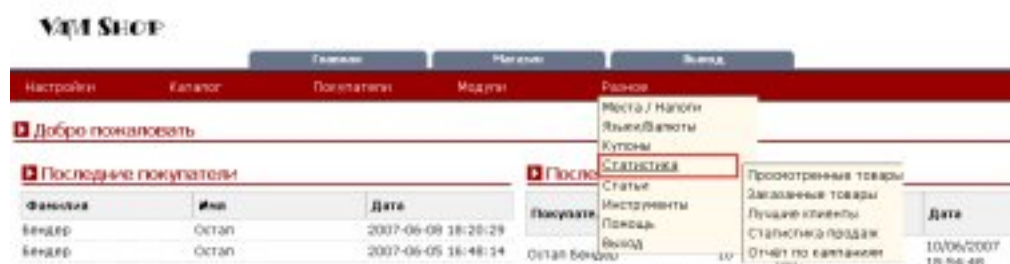 VaM Shop
Главная Магазин Выход
Настройки Каталог Покупатели Модули Разное
Места / Налоги
Языки/Валюты
Купоны
Статистика
Статьи
Инструменты
Помощь
Выход
Просмотренные товары
Заказанные товары
Лучшие клиенты
Статистика продаж
Отчёт по кампаниям
Добро пожаловать
Последние покупатели
Фамилия Имя Дата
Бендер Остап 2007-06-08 18:20:29
Бендер Остап 2007-06-05 16:48:14
После
Покупате Дата
Остап Бендер 10 10/06/2007